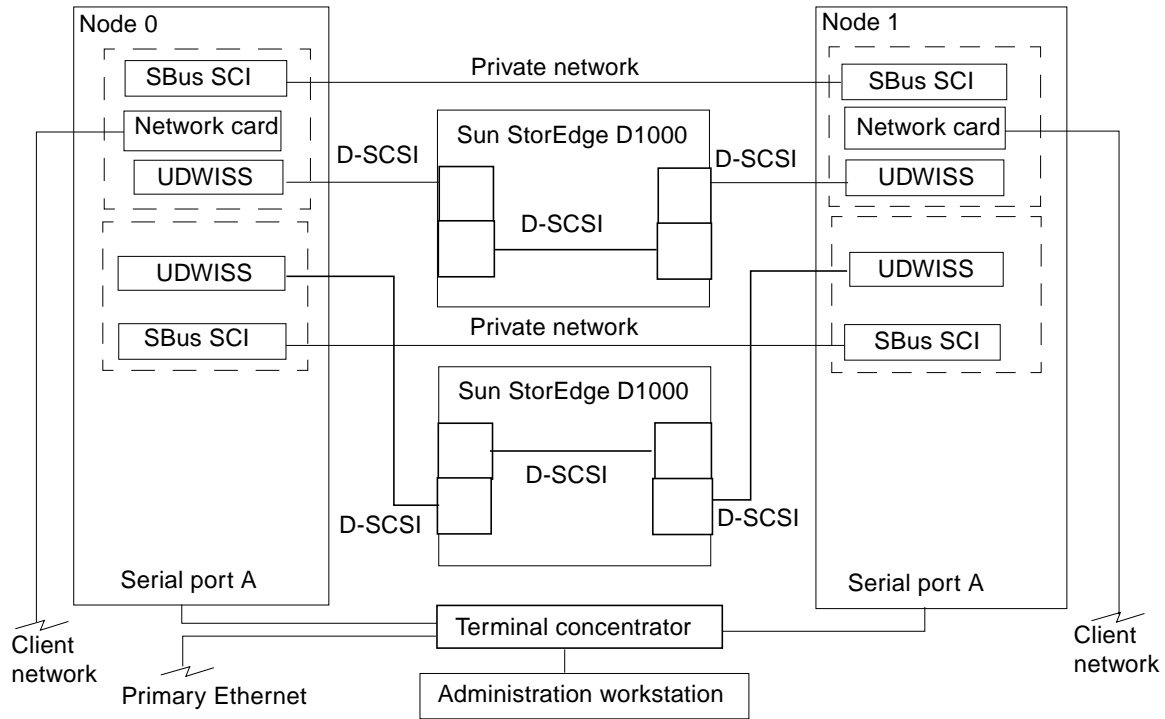 Node 0
Node 1
SBus SCI
Private network
SBus SCI
Network card
Sun StorEdge D1000
Network card
D-SCSI
D-SCSI
UDWISS
UDWISS
D-SCSI
UDWISS
UDWISS
Private network
SBus SCI
SBus SCI
Sun StorEdge D1000
D-SCSI
D-SCSI
D-SCSI
Serial port A
Serial port A
Terminal concentrator
Client
network
Client
network
Primary Ethernet
Administration workstation